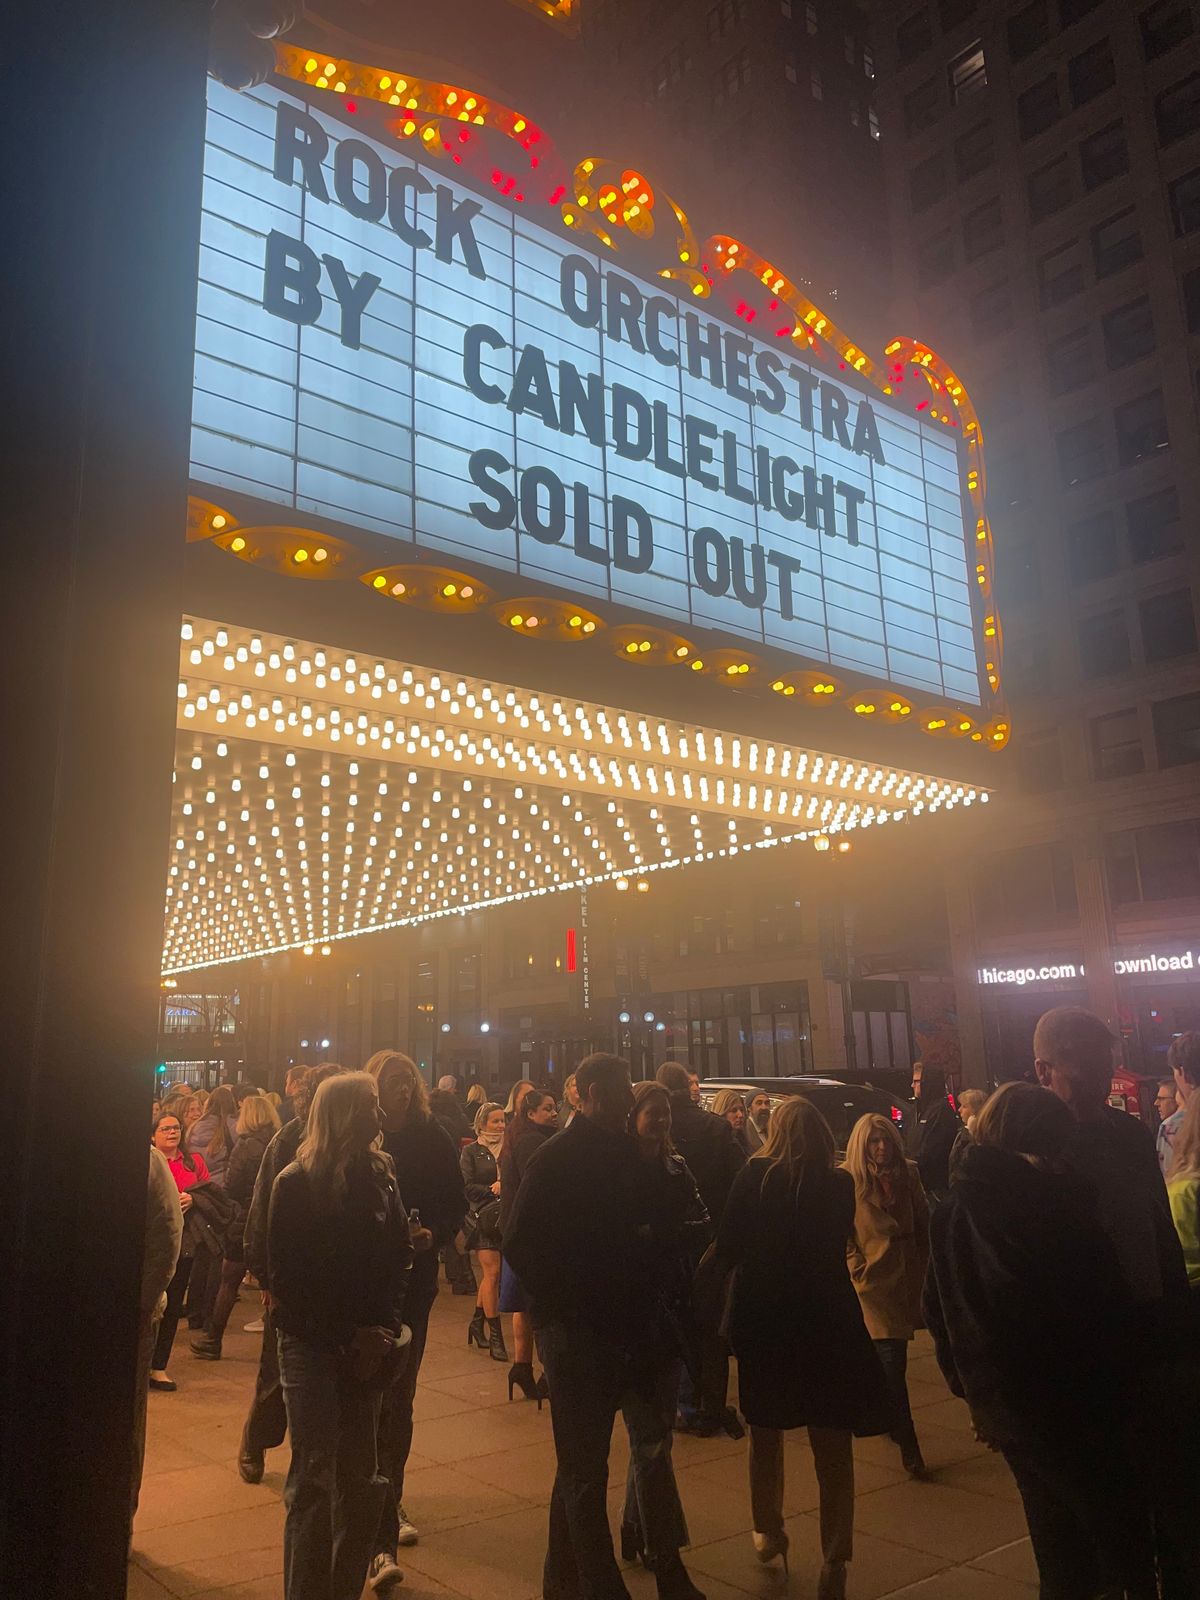 ROCK ORCHESTRA
BY CANDLELIGHT
SOLD OUT
FILM CENTER
hicago.com
ownload
ZARA